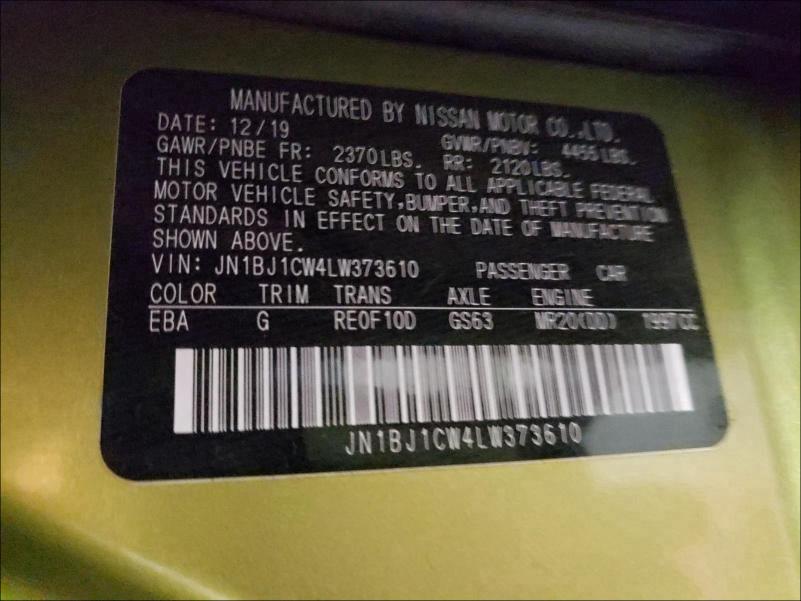 MANUFACTURED BY NISSAN MOTOR CO.,LTD.
DATE: 12/19 GVWR/PNBV: 4455 LBS.
GAWR/PNBE FR: 2370LBS. RR: 2120LBS.
THIS VEHICLE CONFORMS TO ALL APPLICABLE FEDERAL
MOTOR VEHICLE SAFETY,BUMPER,AND THEFT PREVENTION
STANDARDS IN EFFECT ON THE DATE OF MANUFACTURE
SHOWN ABOVE.
VIN: JN1BJ1CW4LW373610 PASSENGER CAR
COLOR TRIM TRANS AXLE ENGINE
EBA G RE0F10D GS63 MR20(DD) 1997CC
JN1BJ1CW4LW373610